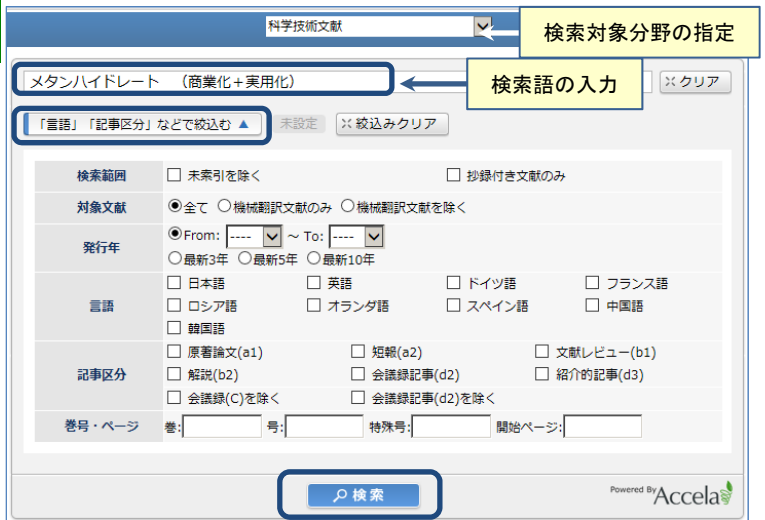 科学技術文献
検索対象分野の指定
メタンハイドレート （商業化＋実用化）
検索語の入力
クリア
「言語」「記事区分」などで絞込む ▲ 未設定 絞込みクリア
検索範囲 未索引を除く 抄録付き文献のみ
対象文献 全て 機械翻訳文献のみ 機械翻訳文献を除く
発行年 From: ---- ～ To: ----
最新3年 最新5年 最新10年
言語 日本語 英語 ドイツ語 フランス語
ロシア語 オランダ語 スペイン語 中国語
韓国語
記事区分 原著論文(a1) 短報(a2) 文献レビュー(b1)
解説(b2) 会議録記事(d2) 紹介的記事(d3)
会議録(C)を除く 会議録記事(d2)を除く
巻号・ページ 巻: 号: 特殊号: 開始ページ:
検索
Powered By Accela